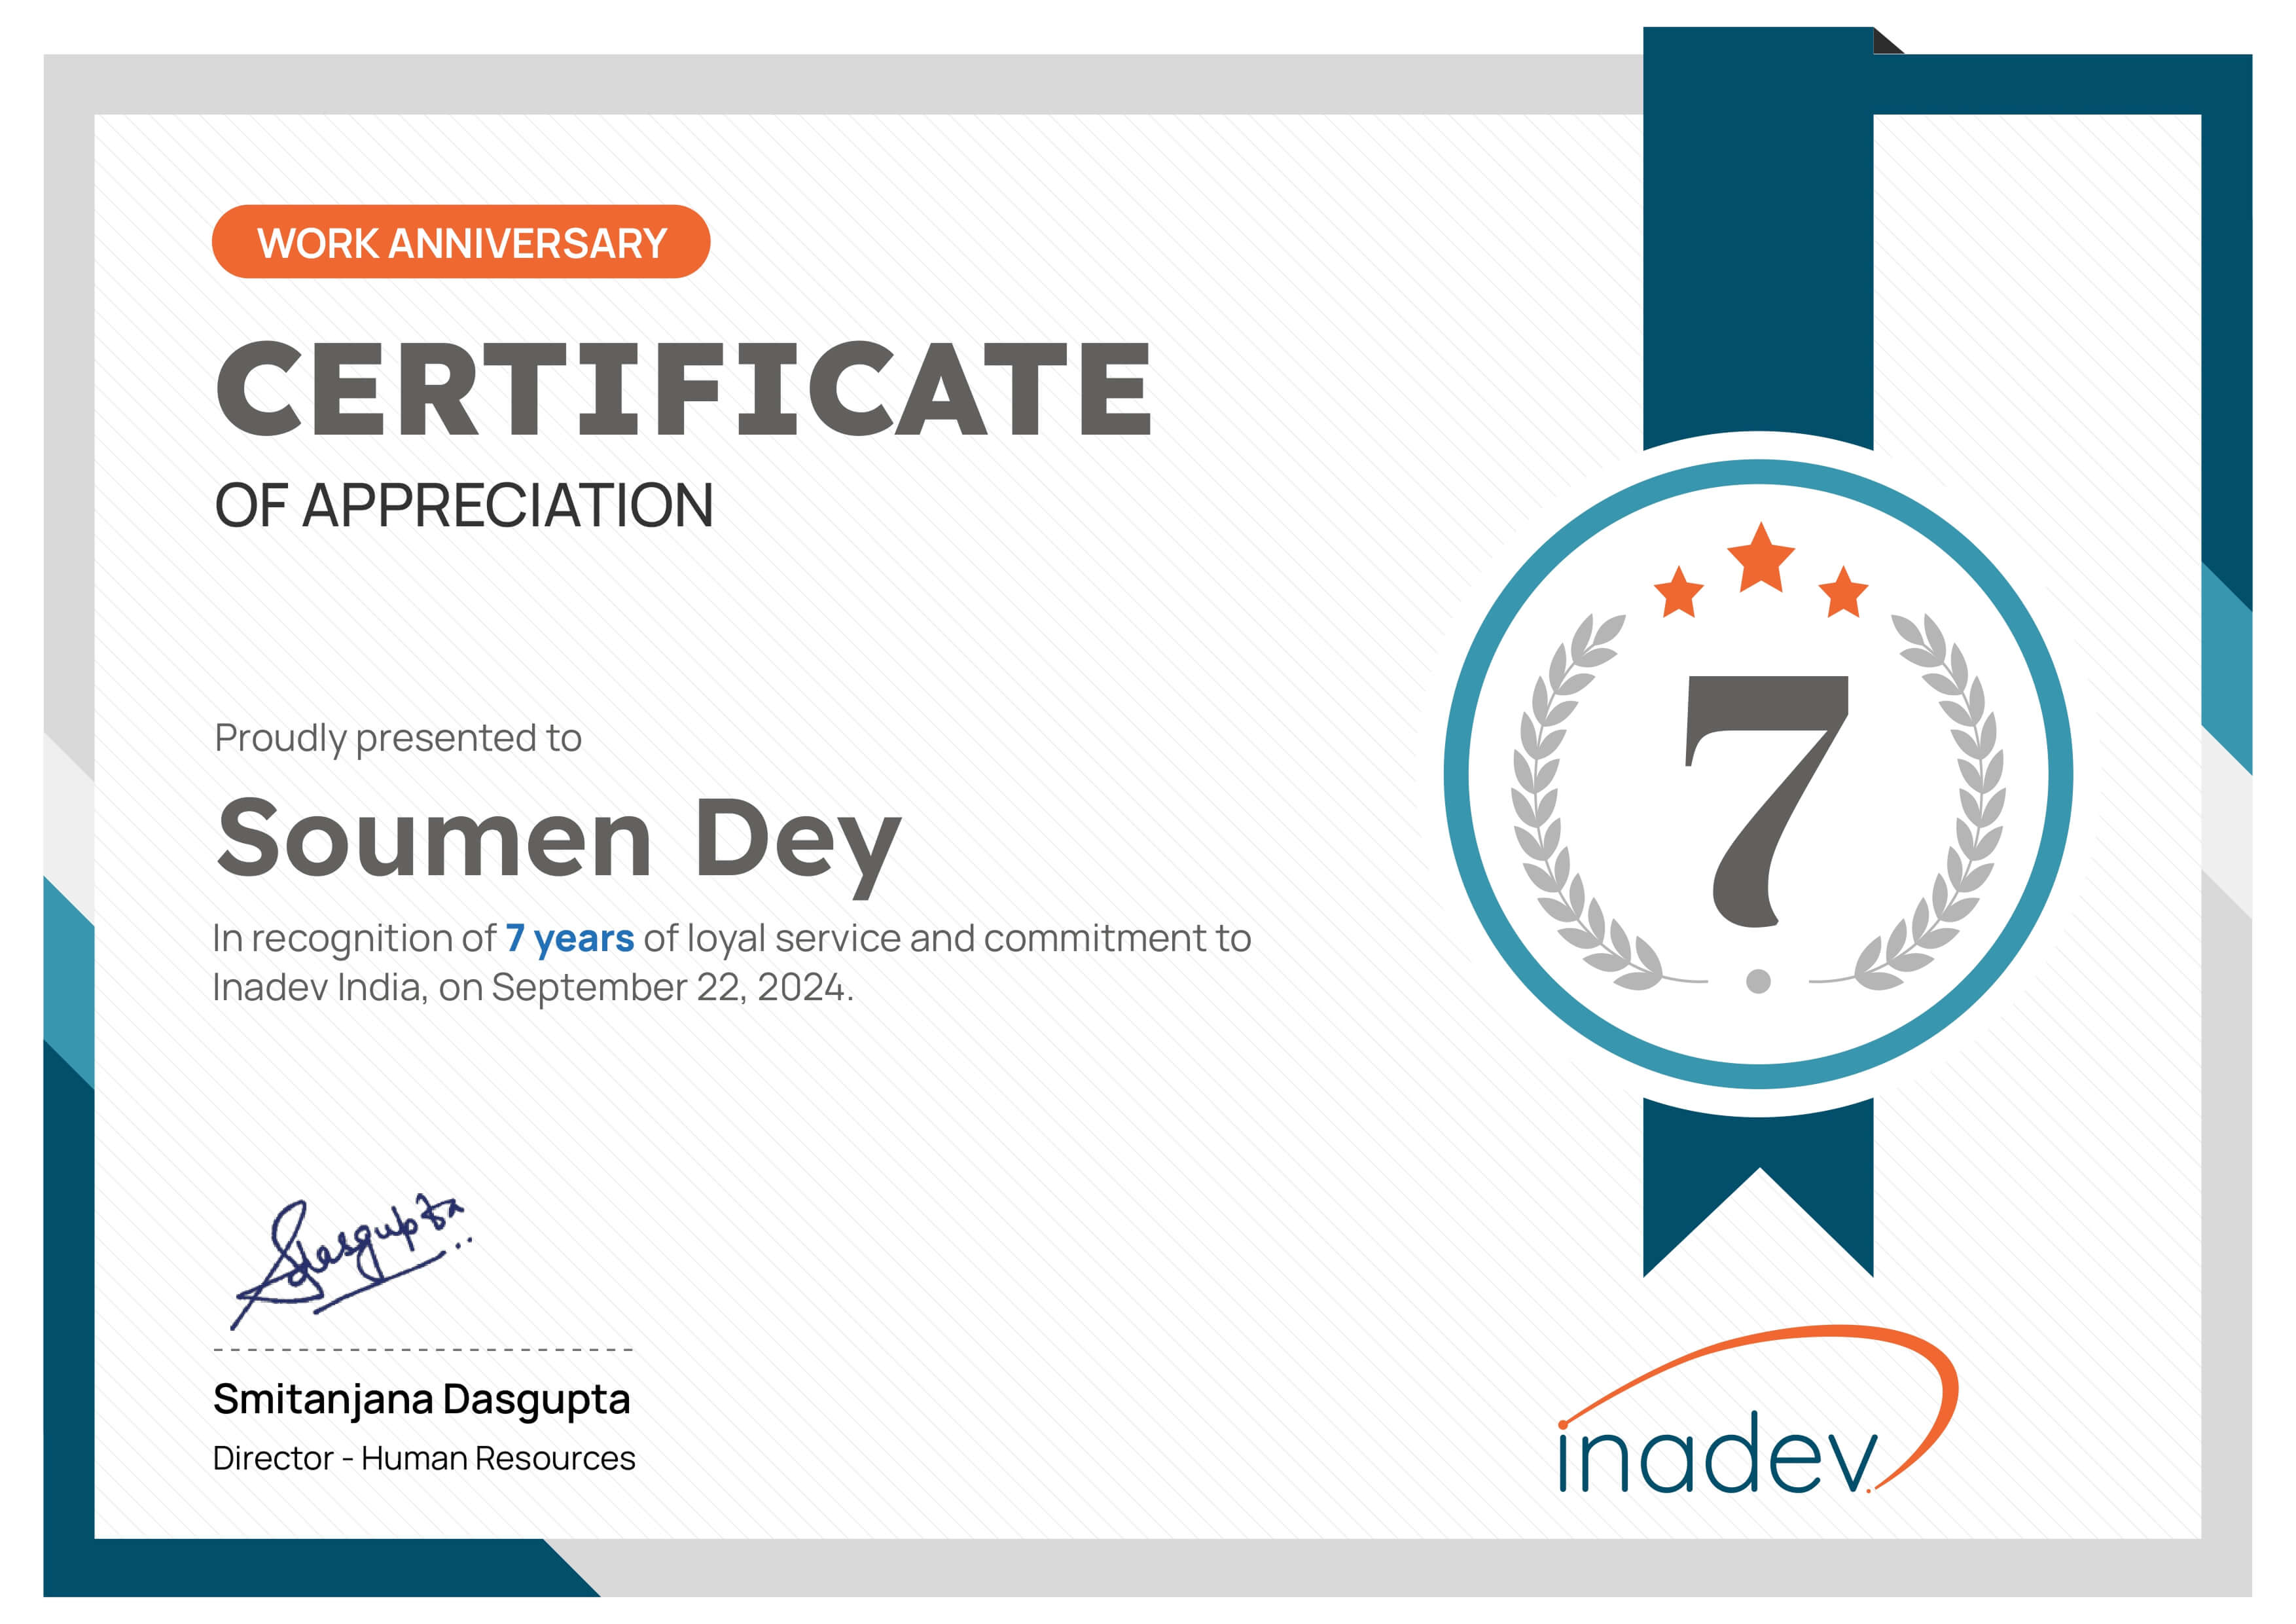 WORK ANNIVERSARY
CERTIFICATE
OF APPRECIATION
Proudly presented to
Soumen Dey
In recognition of 7 years of loyal service and commitment to
Inadev India, on September 22, 2024.
7
SDasgupta
Smitanjana Dasgupta
Director - Human Resources
inadev